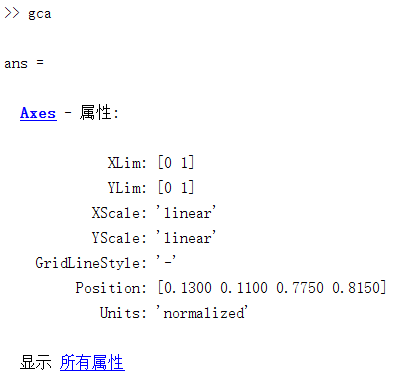 >> gca
ans =
Axes - 属性:
XLim: [0 1]
YLim: [0 1]
XScale: 'linear'
YScale: 'linear'
GridLineStyle: '-'
Position: [0.1300 0.1100 0.7750 0.8150]
Units: 'normalized'
显示 所有属性